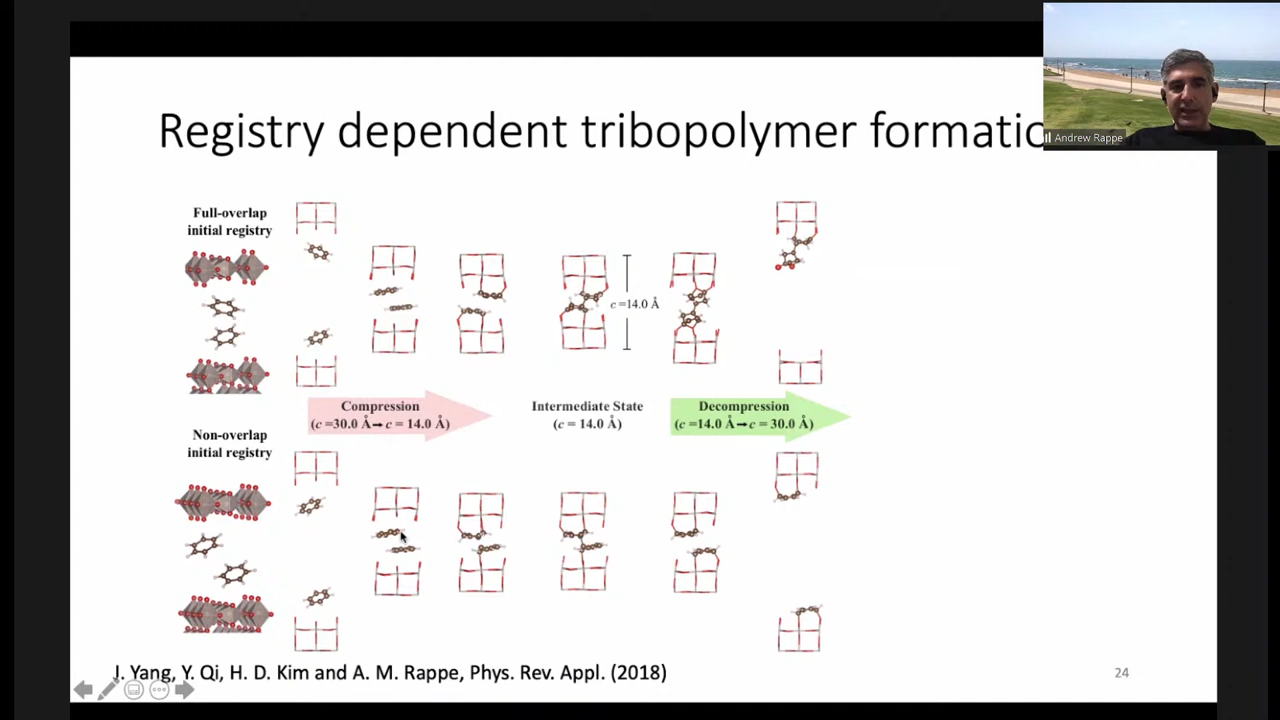 Registry dependent tribopolymer formatio
Andrew Rappe
Full-overlap
initial registry
c =14.0 Å
Compression
(c =30.0 Å→c = 14.0 Å)
Intermediate State
(c = 14.0 Å)
Decompression
(c =14.0 Å→c = 30.0 Å)
Non-overlap
initial registry
J. Yang, Y. Qi, H. D. Kim and A. M. Rappe, Phys. Rev. Appl. (2018)
24